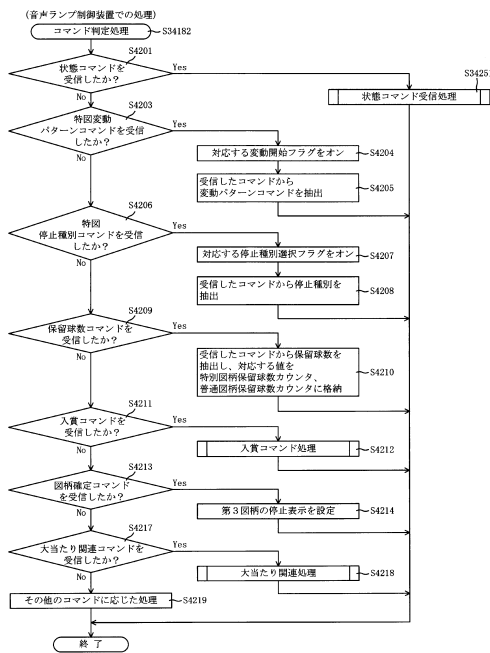 (音声ランプ制御装置での処理)
コマンド判定処理
S34182
S4201
状態コマンドを
受信したか?
Yes
No
S3425
状態コマンド受信処理
S4203
特図変動
パターンコマンドを受信
したか?
Yes
No
対応する変動開始フラグをオン
S4204
受信したコマンドから
変動パターンコマンドを抽出
S4205
S4206
特図
停止種別コマンドを受信
したか?
Yes
No
対応する停止種別選択フラグをオン
S4207
受信したコマンドから停止種別を
抽出
S4208
S4209
保留球数コマンドを
受信したか?
Yes
No
受信したコマンドから保留球数を
抽出し、対応する値を
特別図柄保留球数カウンタ、
普通図柄保留球数カウンタに格納
S4210
S4211
入賞コマンドを
受信したか?
Yes
No
入賞コマンド処理
S4212
S4213
図柄確定コマンド
を受信したか?
Yes
No
第3図柄の停止表示を設定
S4214
S4217
大当たり関連コマンドを
受信したか?
Yes
No
大当たり関連処理
S4218
その他のコマンドに応じた処理
S4219
終了